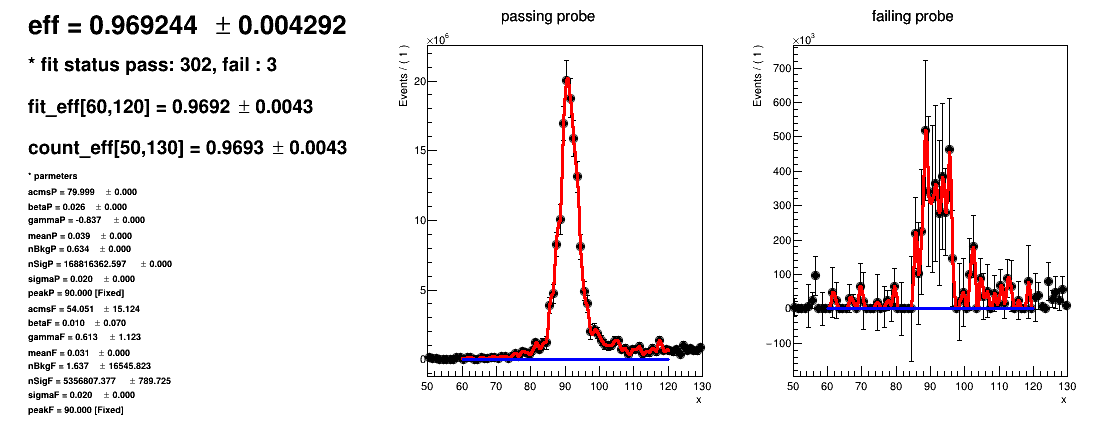 eff = 0.969244 ± 0.004292
* fit status pass: 302, fail : 3
fit_eff[60,120] = 0.9692 ± 0.0043
count_eff[50,130] = 0.9693 ± 0.0043
* parmeters
acmsP = 79.999 ± 0.000
betaP = 0.026 ± 0.000
gammaP = -0.837 ± 0.000
meanP = 0.039 ± 0.000
nBkgP = 0.634 ± 0.000
nSigP = 168816362.597 ± 0.000
sigmaP = 0.020 ± 0.000
peakP = 90.000 [Fixed]
acmsF = 54.051 ± 15.124
betaF = 0.010 ± 0.070
gammaF = 0.613 ± 1.123
meanF = 0.031 ± 0.000
nBkgF = 1.637 ± 16545.823
nSigF = 5356807.377 ± 789.725
sigmaF = 0.020 ± 0.000
peakF = 90.000 [Fixed]
passing probe
×10⁶
Events / ( 1 )
20
15
10
5
0
50 60 70 80 90 100 110 120 130
x
failing probe
×10³
Events / ( 1 )
700
600
500
400
300
200
100
0
−100
50 60 70 80 90 100 110 120 130
x